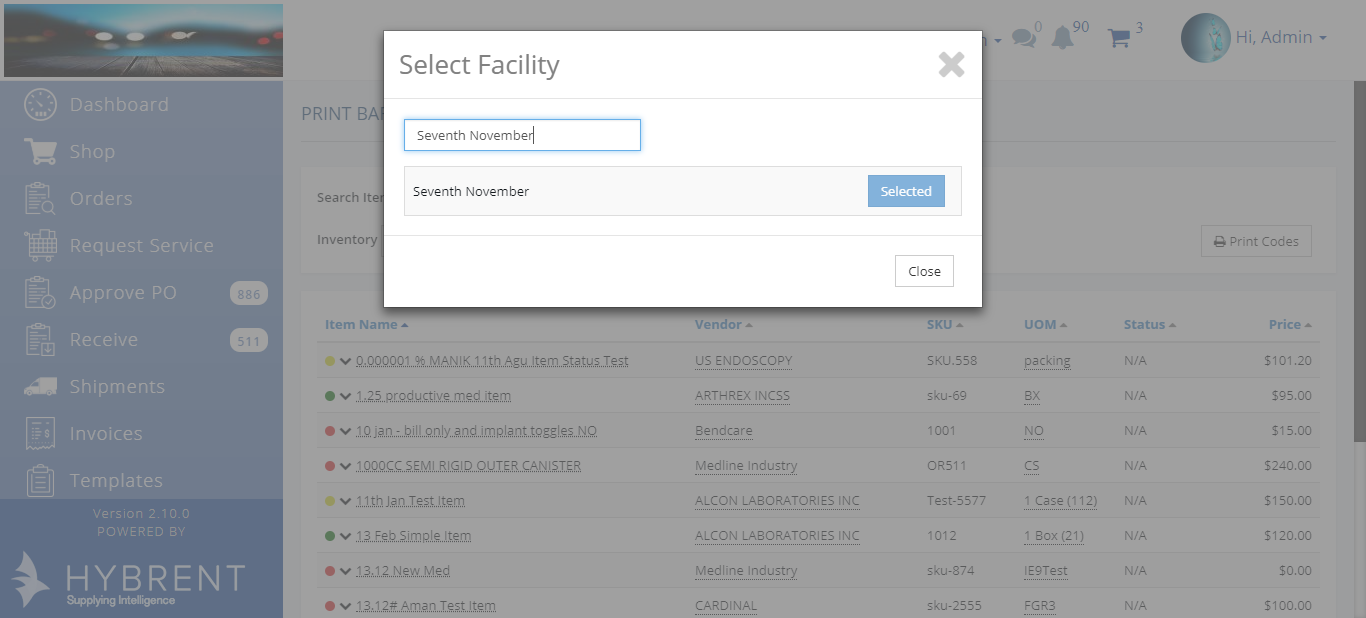 0 90 3
Hi, Admin
Select Facility
Seventh November
Seventh November Selected
Close
Dashboard
Shop
Orders
Request Service
Approve PO 886
Receive 511
Shipments
Invoices
Templates
Version 2.10.0
POWERED BY
HYBRENT
Supplying Intelligence
PRINT
Inventory
Print Codes
Item Name Vendor SKU UOM Status Price
0.000001 % MANIK 11th Agu Item Status Test US ENDOSCOPY SKU.558 packing N/A $101.20
1.25 productive med item ARTHREX INCSS sku-69 BX N/A $95.00
10 jan - bill only and implant toggles NO Bendcare 1001 NO N/A $15.00
1000CC SEMI RIGID OUTER CANISTER Medline Industry OR511 CS N/A $240.00
11th Jan Test Item ALCON LABORATORIES INC Test-5577 1 Case (112) N/A $150.00
13 Feb Simple Item ALCON LABORATORIES INC 1012 1 Box (21) N/A $120.00
13.12 New Med Medline Industry sku-874 IE9Test N/A $0.00
13.12# Aman Test Item CARDINAL sku-2555 FGR3 N/A $100.00